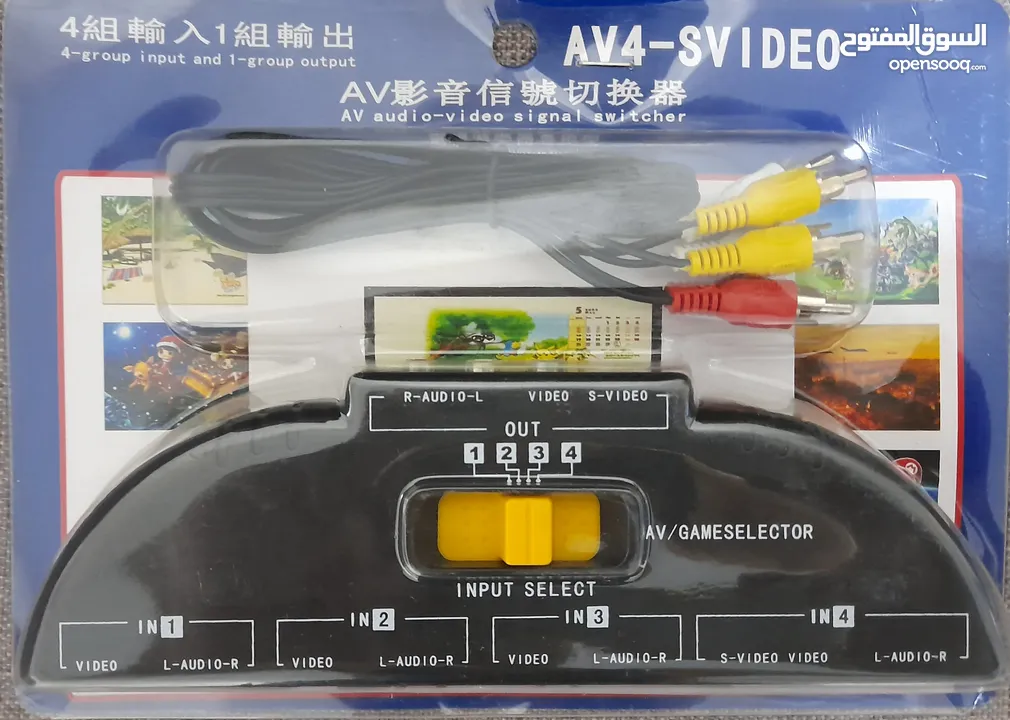 4組輸入1組輸出
4-group input and 1-group output
AV4-SVIDEO
السوق المفتوح
opensooq.com
AV影音信號切换器
AV audio-video signal switcher
5
R-AUDIO-L VIDEO S-VIDEO
OUT
1 2 3 4
AV/GAMESELECTOR
INPUT SELECT
IN 1 IN 2 IN 3 IN 4
VIDEO L-AUDIO-R VIDEO L-AUDIO-R VIDEO L-AUDIO-R S-VIDEO VIDEO L-AUDIO-R